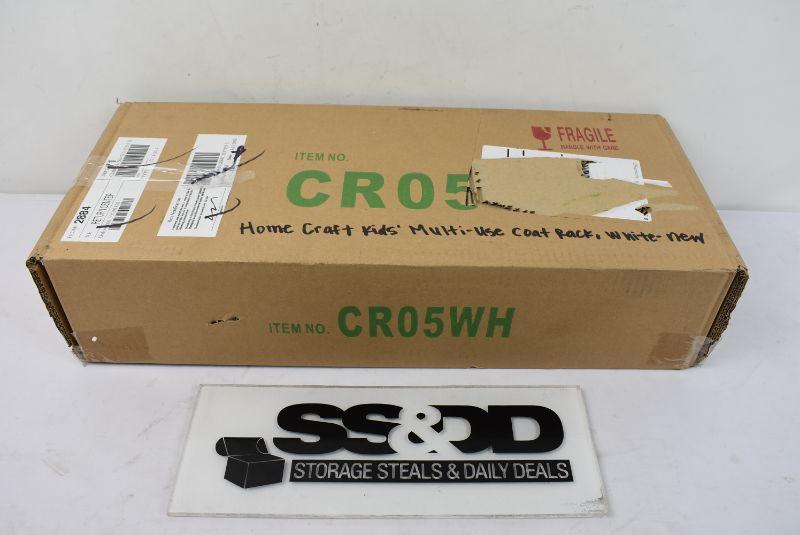 FRAGILE
HANDLE WITH CARE
ITEM NO.
CR05
2884
Home Craft Kids' Multi-Use Coat Rack, White-New
ITEM NO. CR05WH
SS&DD
STORAGE STEALS & DAILY DEALS